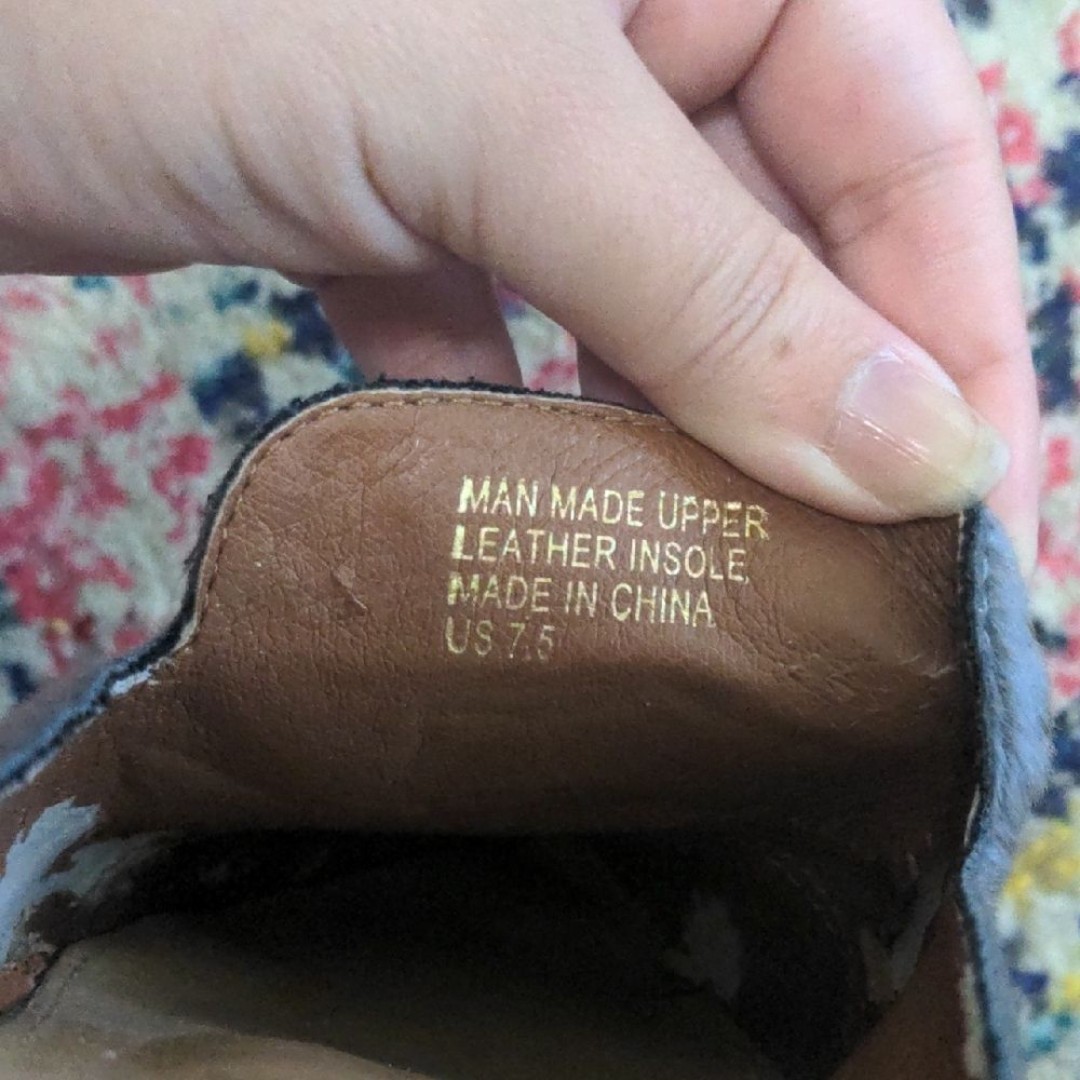 MAN MADE UPPER
LEATHER INSOLE
MADE IN CHINA
US 7.5